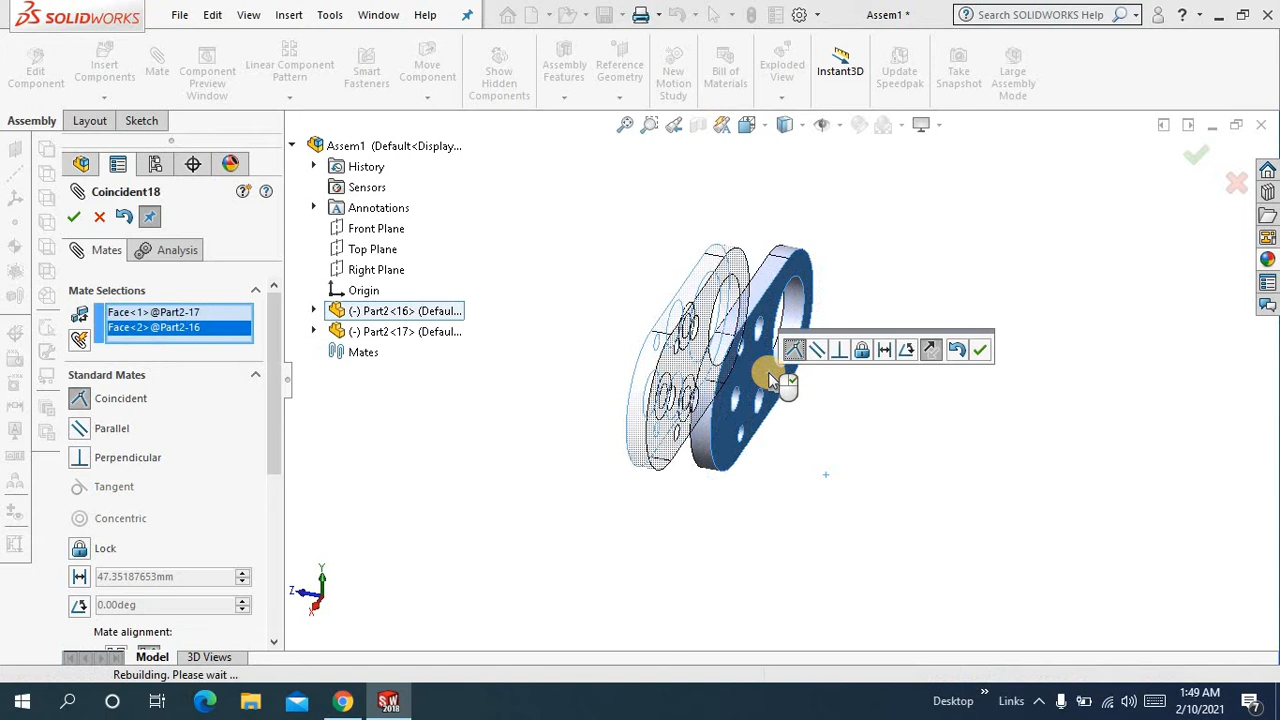 SOLIDWORKS File Edit View Insert Tools Window Help Assem1 * Search SOLIDWORKS Help ?
Edit Component
Insert Components
Mate
Component Preview Window
Linear Component Pattern
Smart Fasteners
Move Component
Show Hidden Components
Assembly Features
Reference Geometry
New Motion Study
Bill of Materials
Exploded View
Instant3D
Update Speedpak
Take Snapshot
Large Assembly Mode
Assembly Layout Sketch
Coincident18
Mates Analysis
Mate Selections
Face<1>@Part2-17
Face<2>@Part2-16
Standard Mates
Coincident
Parallel
Perpendicular
Tangent
Concentric
Lock
47.35187653mm
0.00deg
Mate alignment:
Assem1 (Default<Display...
History
Sensors
Annotations
Front Plane
Top Plane
Right Plane
Origin
(-) Part2<16> (Defaul...
(-) Part2<17> (Defaul...
Mates
Y
Z
X
Model 3D Views
Rebuilding. Please wait ...
SW
2018
Desktop
Links
1:49 AM
2/10/2021
7